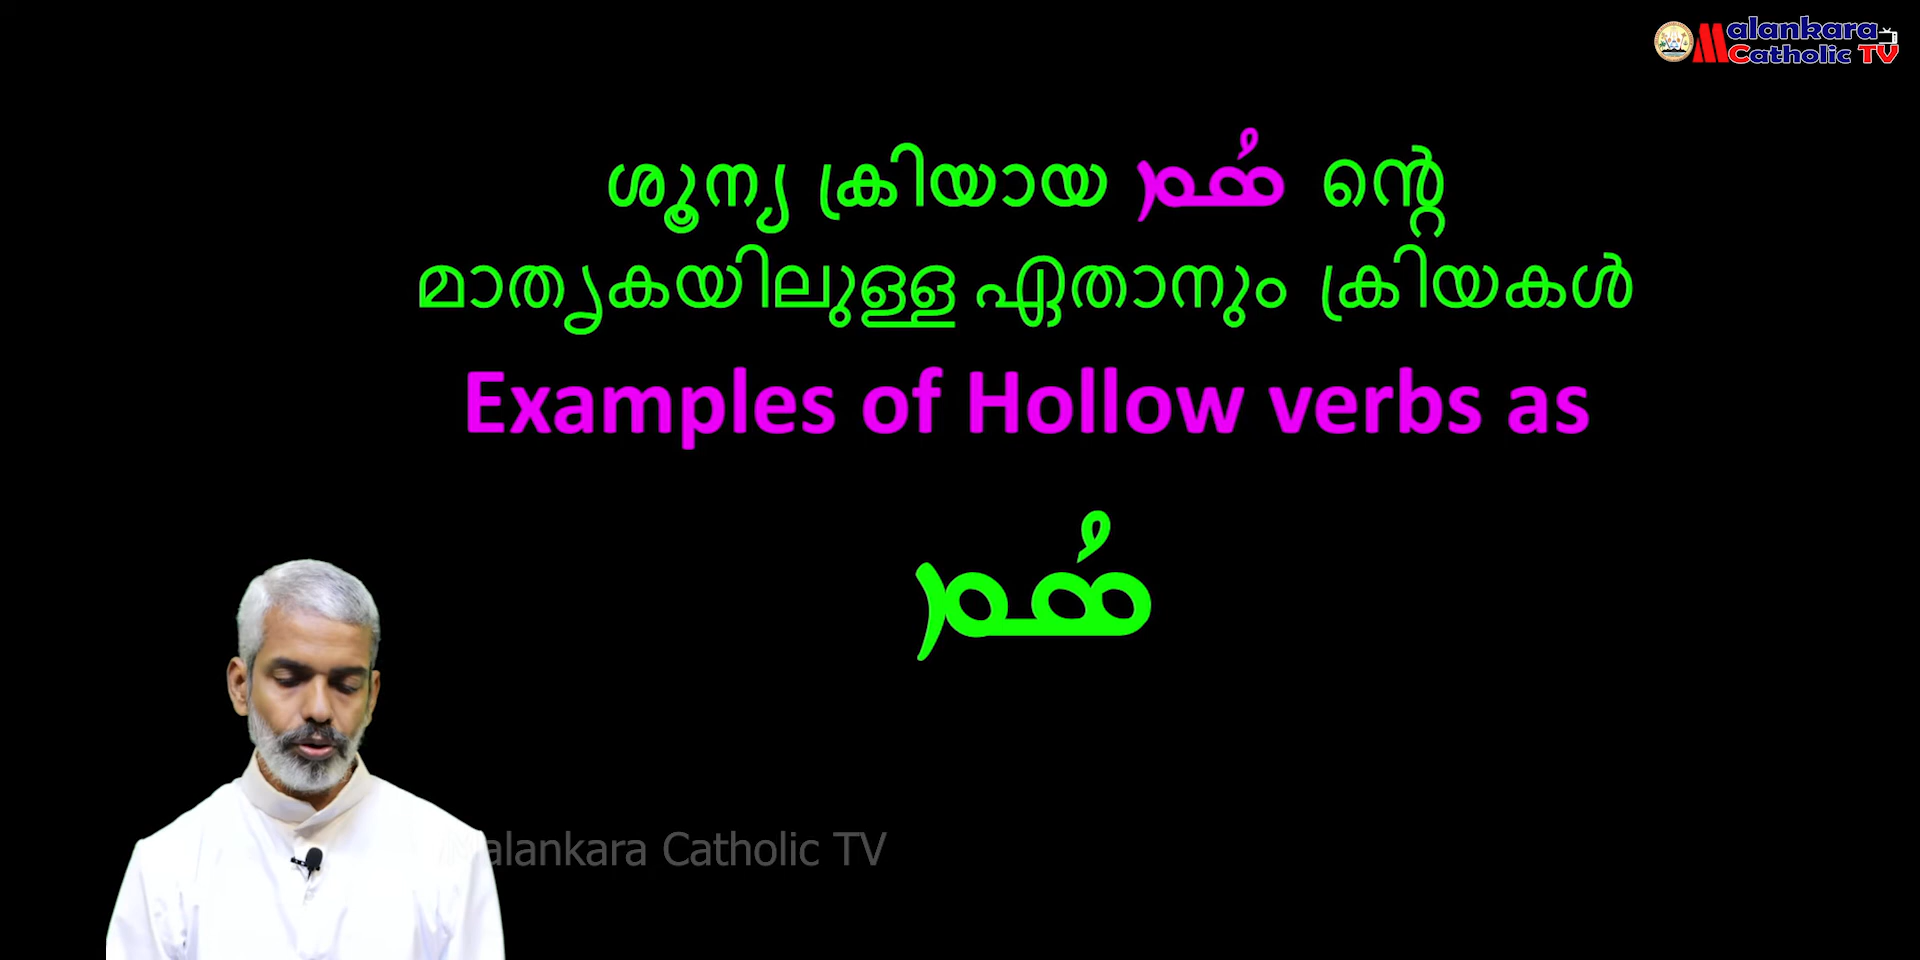 Malankara
Catholic TV
ശൂന്യ ക്രിയായ ܣܳܡ ന്റെ
മാതൃകയിലുള്ള ഏതാനും ക്രിയകൾ
Examples of Hollow verbs as
ܣܳܡ
Malankara Catholic TV